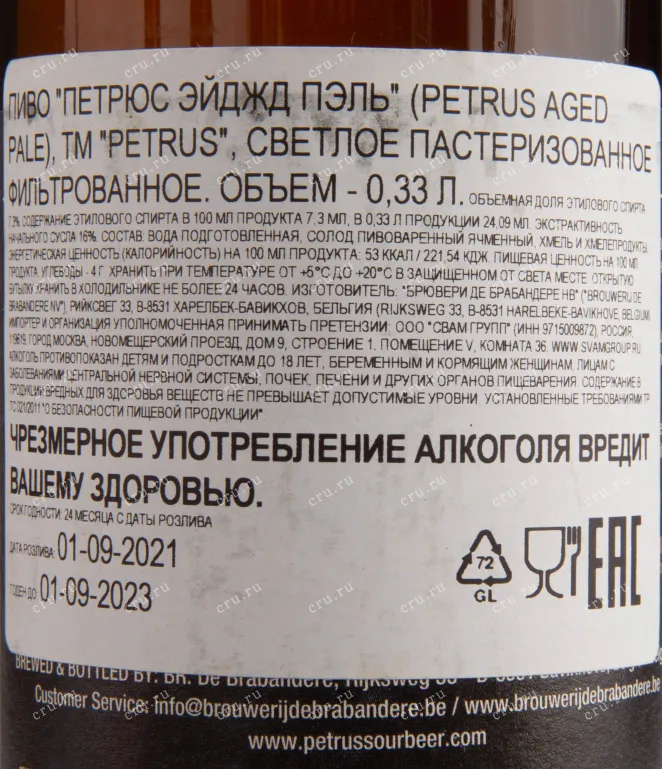 ПИВО "ПЕТРЮС ЭЙДЖД ПЭЛЬ" (PETRUS AGED
PALE), ТМ "PETRUS", СВЕТЛОЕ ПАСТЕРИЗОВАННОЕ
ФИЛЬТРОВАННОЕ. ОБЪЕМ - 0,33 Л. ОБЪЕМНАЯ ДОЛЯ ЭТИЛОВОГО СПИРТА
7,3%. СОДЕРЖАНИЕ ЭТИЛОВОГО СПИРТА В 100 МЛ ПРОДУКТА 7,3 МЛ, В 0,33 Л ПРОДУКЦИИ 24,09 МЛ. ЭКСТРАКТИВНОСТЬ
НАЧАЛЬНОГО СУСЛА 16%. СОСТАВ: ВОДА ПОДГОТОВЛЕННАЯ, СОЛОД ПИВОВАРЕННЫЙ ЯЧМЕННЫЙ, ХМЕЛЬ И ХМЕЛЕПРОДУКТЫ.
ЭНЕРГЕТИЧЕСКАЯ ЦЕННОСТЬ (КАЛОРИЙНОСТЬ) НА 100 МЛ ПРОДУКТА: 53 ККАЛ / 221,54 КДЖ. ПИЩЕВАЯ ЦЕННОСТЬ НА 100 МЛ
ПРОДУКТА: УГЛЕВОДЫ - 4 Г. ХРАНИТЬ ПРИ ТЕМПЕРАТУРЕ ОТ +5°С ДО +20°С В ЗАЩИЩЕННОМ ОТ СВЕТА МЕСТЕ. ОТКРЫТУЮ
БУТЫЛКУ ХРАНИТЬ В ХОЛОДИЛЬНИКЕ НЕ БОЛЕЕ 24 ЧАСОВ. ИЗГОТОВИТЕЛЬ: "БРЮВЕРИ ДЕ БРАБАНДЕРЕ НВ" ("BROUWERIJ DE
BRABANDERE NV"). РИЙКСВЕГ 33, В-8531 ХАРЕЛБЕК-БАВИКХОВ, БЕЛЬГИЯ (RIJKSWEG 33, B-8531 HARELBEKE-BAVIKHOVE, BELGIUM).
ИМПОРТЕР И ОРГАНИЗАЦИЯ УПОЛНОМОЧЕННАЯ ПРИНИМАТЬ ПРЕТЕНЗИИ: ООО "СВАМ ГРУПП" (ИНН 9715009872), РОССИЯ,
119619, ГОРОД МОСКВА, НОВОМЕЩЕРСКИЙ ПРОЕЗД, ДОМ 9, СТРОЕНИЕ 1, ПОМЕЩЕНИЕ V, КОМНАТА 36. WWW.SVAMGROUP.RU
АЛКОГОЛЬ ПРОТИВОПОКАЗАН ДЕТЯМ И ПОДРОСТКАМ ДО 18 ЛЕТ, БЕРЕМЕННЫМ И КОРМЯЩИМ ЖЕНЩИНАМ, ЛИЦАМ С
ЗАБОЛЕВАНИЯМИ ЦЕНТРАЛЬНОЙ НЕРВНОЙ СИСТЕМЫ, ПОЧЕК, ПЕЧЕНИ И ДРУГИХ ОРГАНОВ ПИЩЕВАРЕНИЯ. СОДЕРЖАНИЕ В
ПРОДУКЦИИ ВРЕДНЫХ ДЛЯ ЗДОРОВЬЯ ВЕЩЕСТВ НЕ ПРЕВЫШАЕТ ДОПУСТИМЫЕ УРОВНИ, УСТАНОВЛЕННЫЕ ТРЕБОВАНИЯМИ ТР
ТС 021/2011 "О БЕЗОПАСНОСТИ ПИЩЕВОЙ ПРОДУКЦИИ"
ЧРЕЗМЕРНОЕ УПОТРЕБЛЕНИЕ АЛКОГОЛЯ ВРЕДИТ
ВАШЕМУ ЗДОРОВЬЮ.
СРОК ГОДНОСТИ: 24 МЕСЯЦА С ДАТЫ РОЗЛИВА
ДАТА РОЗЛИВА: 01-09-2021
ГОДЕН ДО: 01-09-2023
72
GL
EAC
BREWED & BOTTLED BY: BR. De Brabandere, Rijksweg 33
Customer Service: info@brouwerijdebrabandere.be / www.brouwerijdebrabandere.be
www.petrussourbeer.com
cru.ru